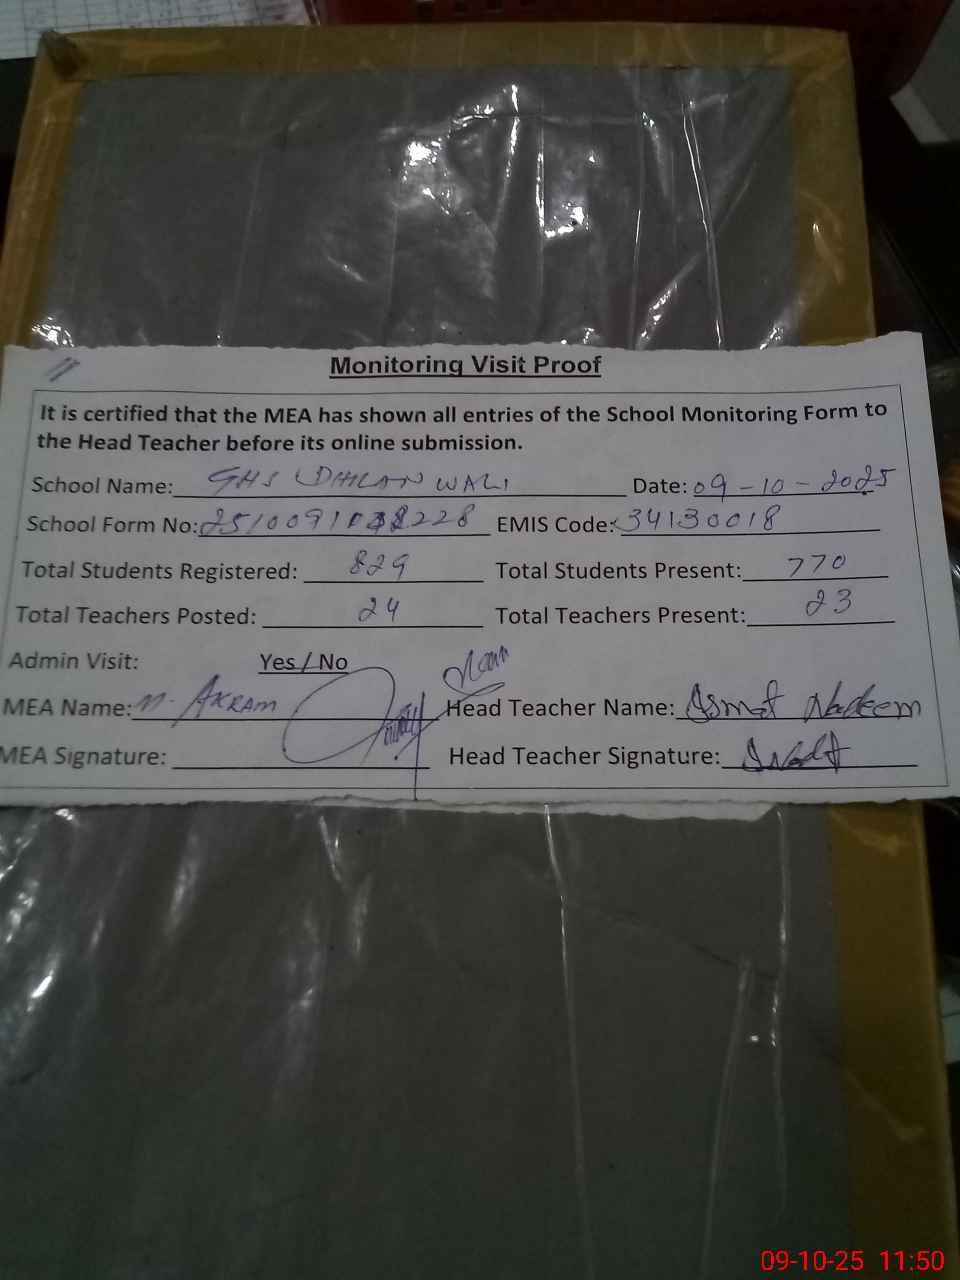 Monitoring Visit Proof
It is certified that the MEA has shown all entries of the School Monitoring Form to
the Head Teacher before its online submission.
School Name: GHS DHLAN WALI Date: 09-10-2025
School Form No: EMIS Code: 34130018
Total Students Registered: 829 Total Students Present: 770
Total Teachers Posted: 24 Total Teachers Present: 23
Admin Visit: Yes / No
MEA Name: M. AKRAM Head Teacher Name: Ismat Nadeem
MEA Signature: Head Teacher Signature:
09-10-25 11:50